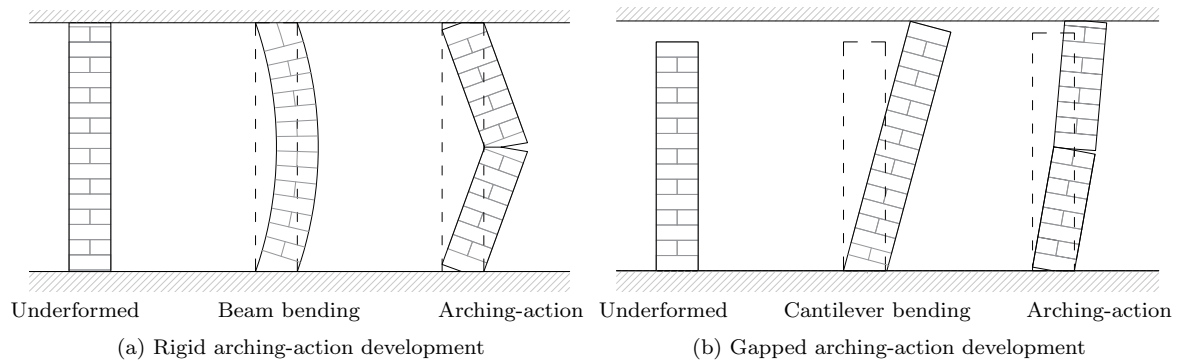 Underformed Beam bending Arching-action
(a) Rigid arching-action development
Underformed Cantilever bending Arching-action
(b) Gapped arching-action development